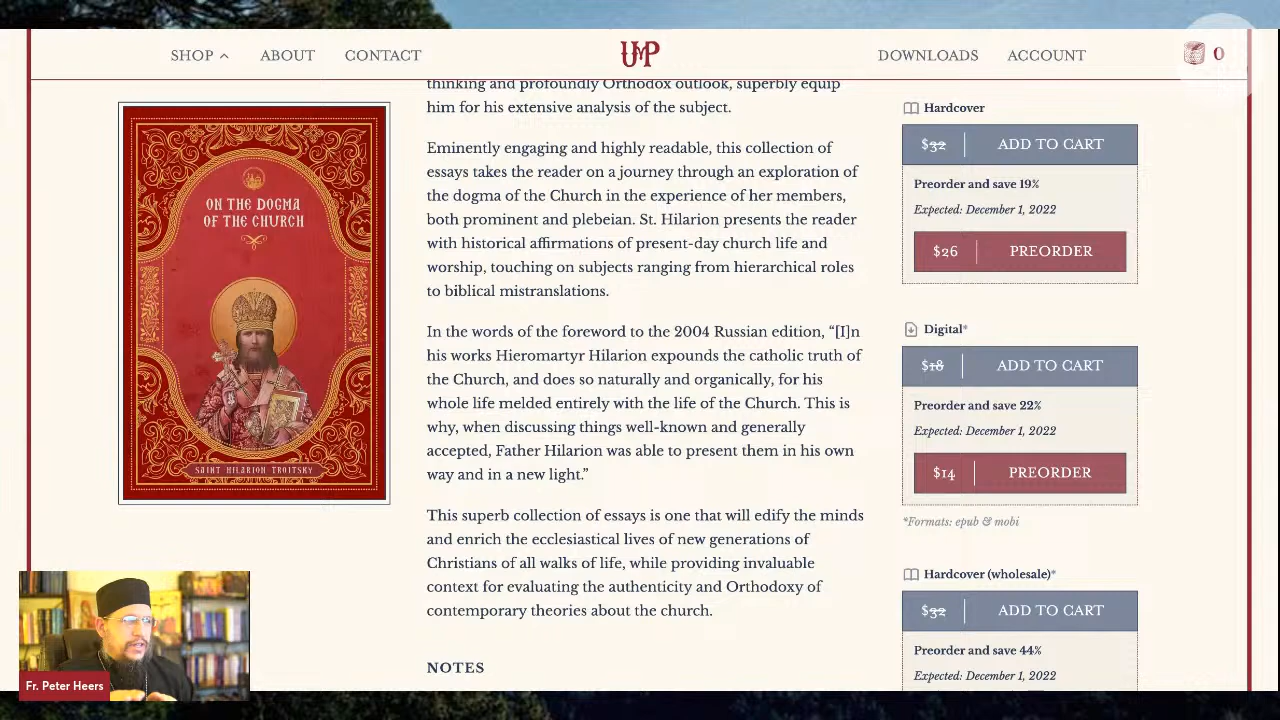 SHOP
ABOUT
CONTACT
UMP
DOWNLOADS
ACCOUNT
0
ON THE DOGMA
OF THE CHURCH
SAINT HILARION TROITSKY
thinking and profoundly Orthodox outlook, superbly equip
him for his extensive analysis of the subject.
Eminently engaging and highly readable, this collection of
essays takes the reader on a journey through an exploration of
the dogma of the Church in the experience of her members,
both prominent and plebeian. St. Hilarion presents the reader
with historical affirmations of present-day church life and
worship, touching on subjects ranging from hierarchical roles
to biblical mistranslations.
In the words of the foreword to the 2004 Russian edition, “[I]n
his works Hieromartyr Hilarion expounds the catholic truth of
the Church, and does so naturally and organically, for his
whole life melded entirely with the life of the Church. This is
why, when discussing things well-known and generally
accepted, Father Hilarion was able to present them in his own
way and in a new light.”
This superb collection of essays is one that will edify the minds
and enrich the ecclesiastical lives of new generations of
Christians of all walks of life, while providing invaluable
context for evaluating the authenticity and Orthodoxy of
contemporary theories about the church.
NOTES
Hardcover
$32 ADD TO CART
Preorder and save 19%
Expected: December 1, 2022
$26 PREORDER
Digital*
$18 ADD TO CART
Preorder and save 22%
Expected: December 1, 2022
$14 PREORDER
*Formats: epub & mobi
Hardcover (wholesale)*
$32 ADD TO CART
Preorder and save 44%
Expected: December 1, 2022
Fr. Peter Heers